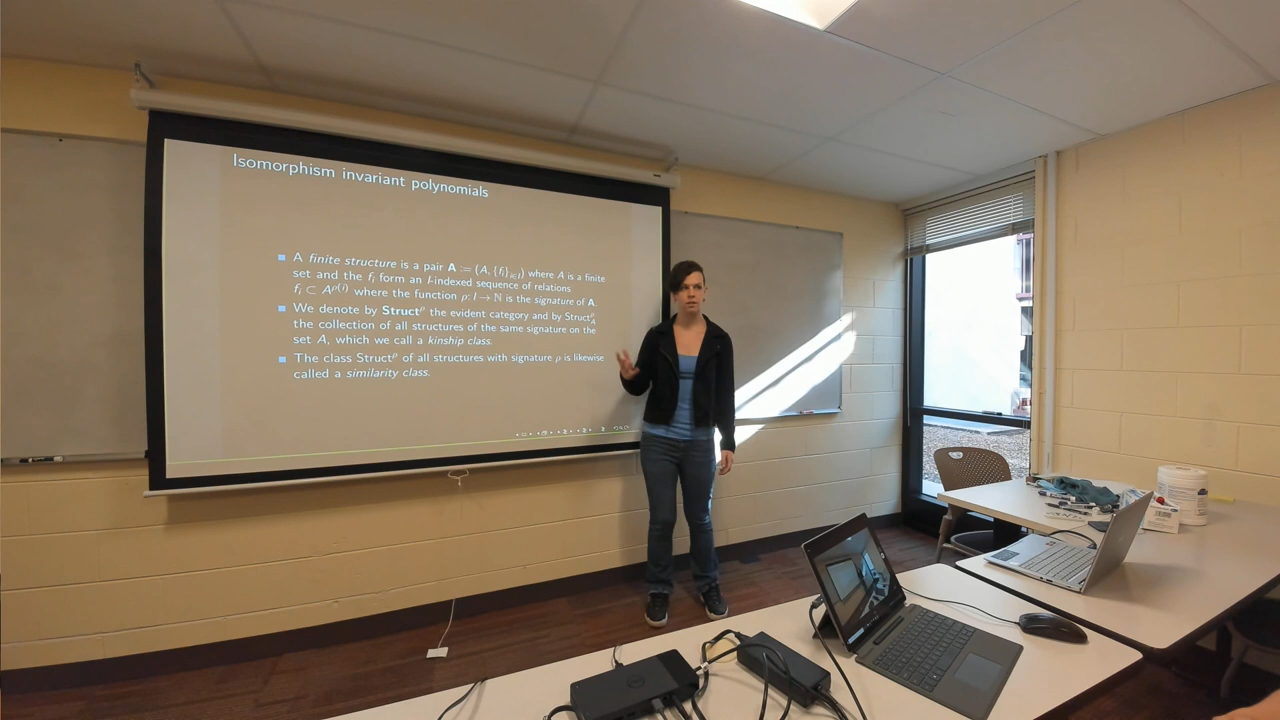 Isomorphism invariant polynomials
A finite structure is a pair A := (A, {fᵢ}ᵢ∈I) where A is a finite
set and the fᵢ form an I-indexed sequence of relations
fᵢ ⊂ A^ρ(i) where the function ρ: I → ℕ is the signature of A.
We denote by Struct^ρ the evident category and by Struct^ρ_A
the collection of all structures of the same signature on the
set A, which we call a kinship class.
The class Struct^ρ of all structures with signature ρ is likewise
called a similarity class.